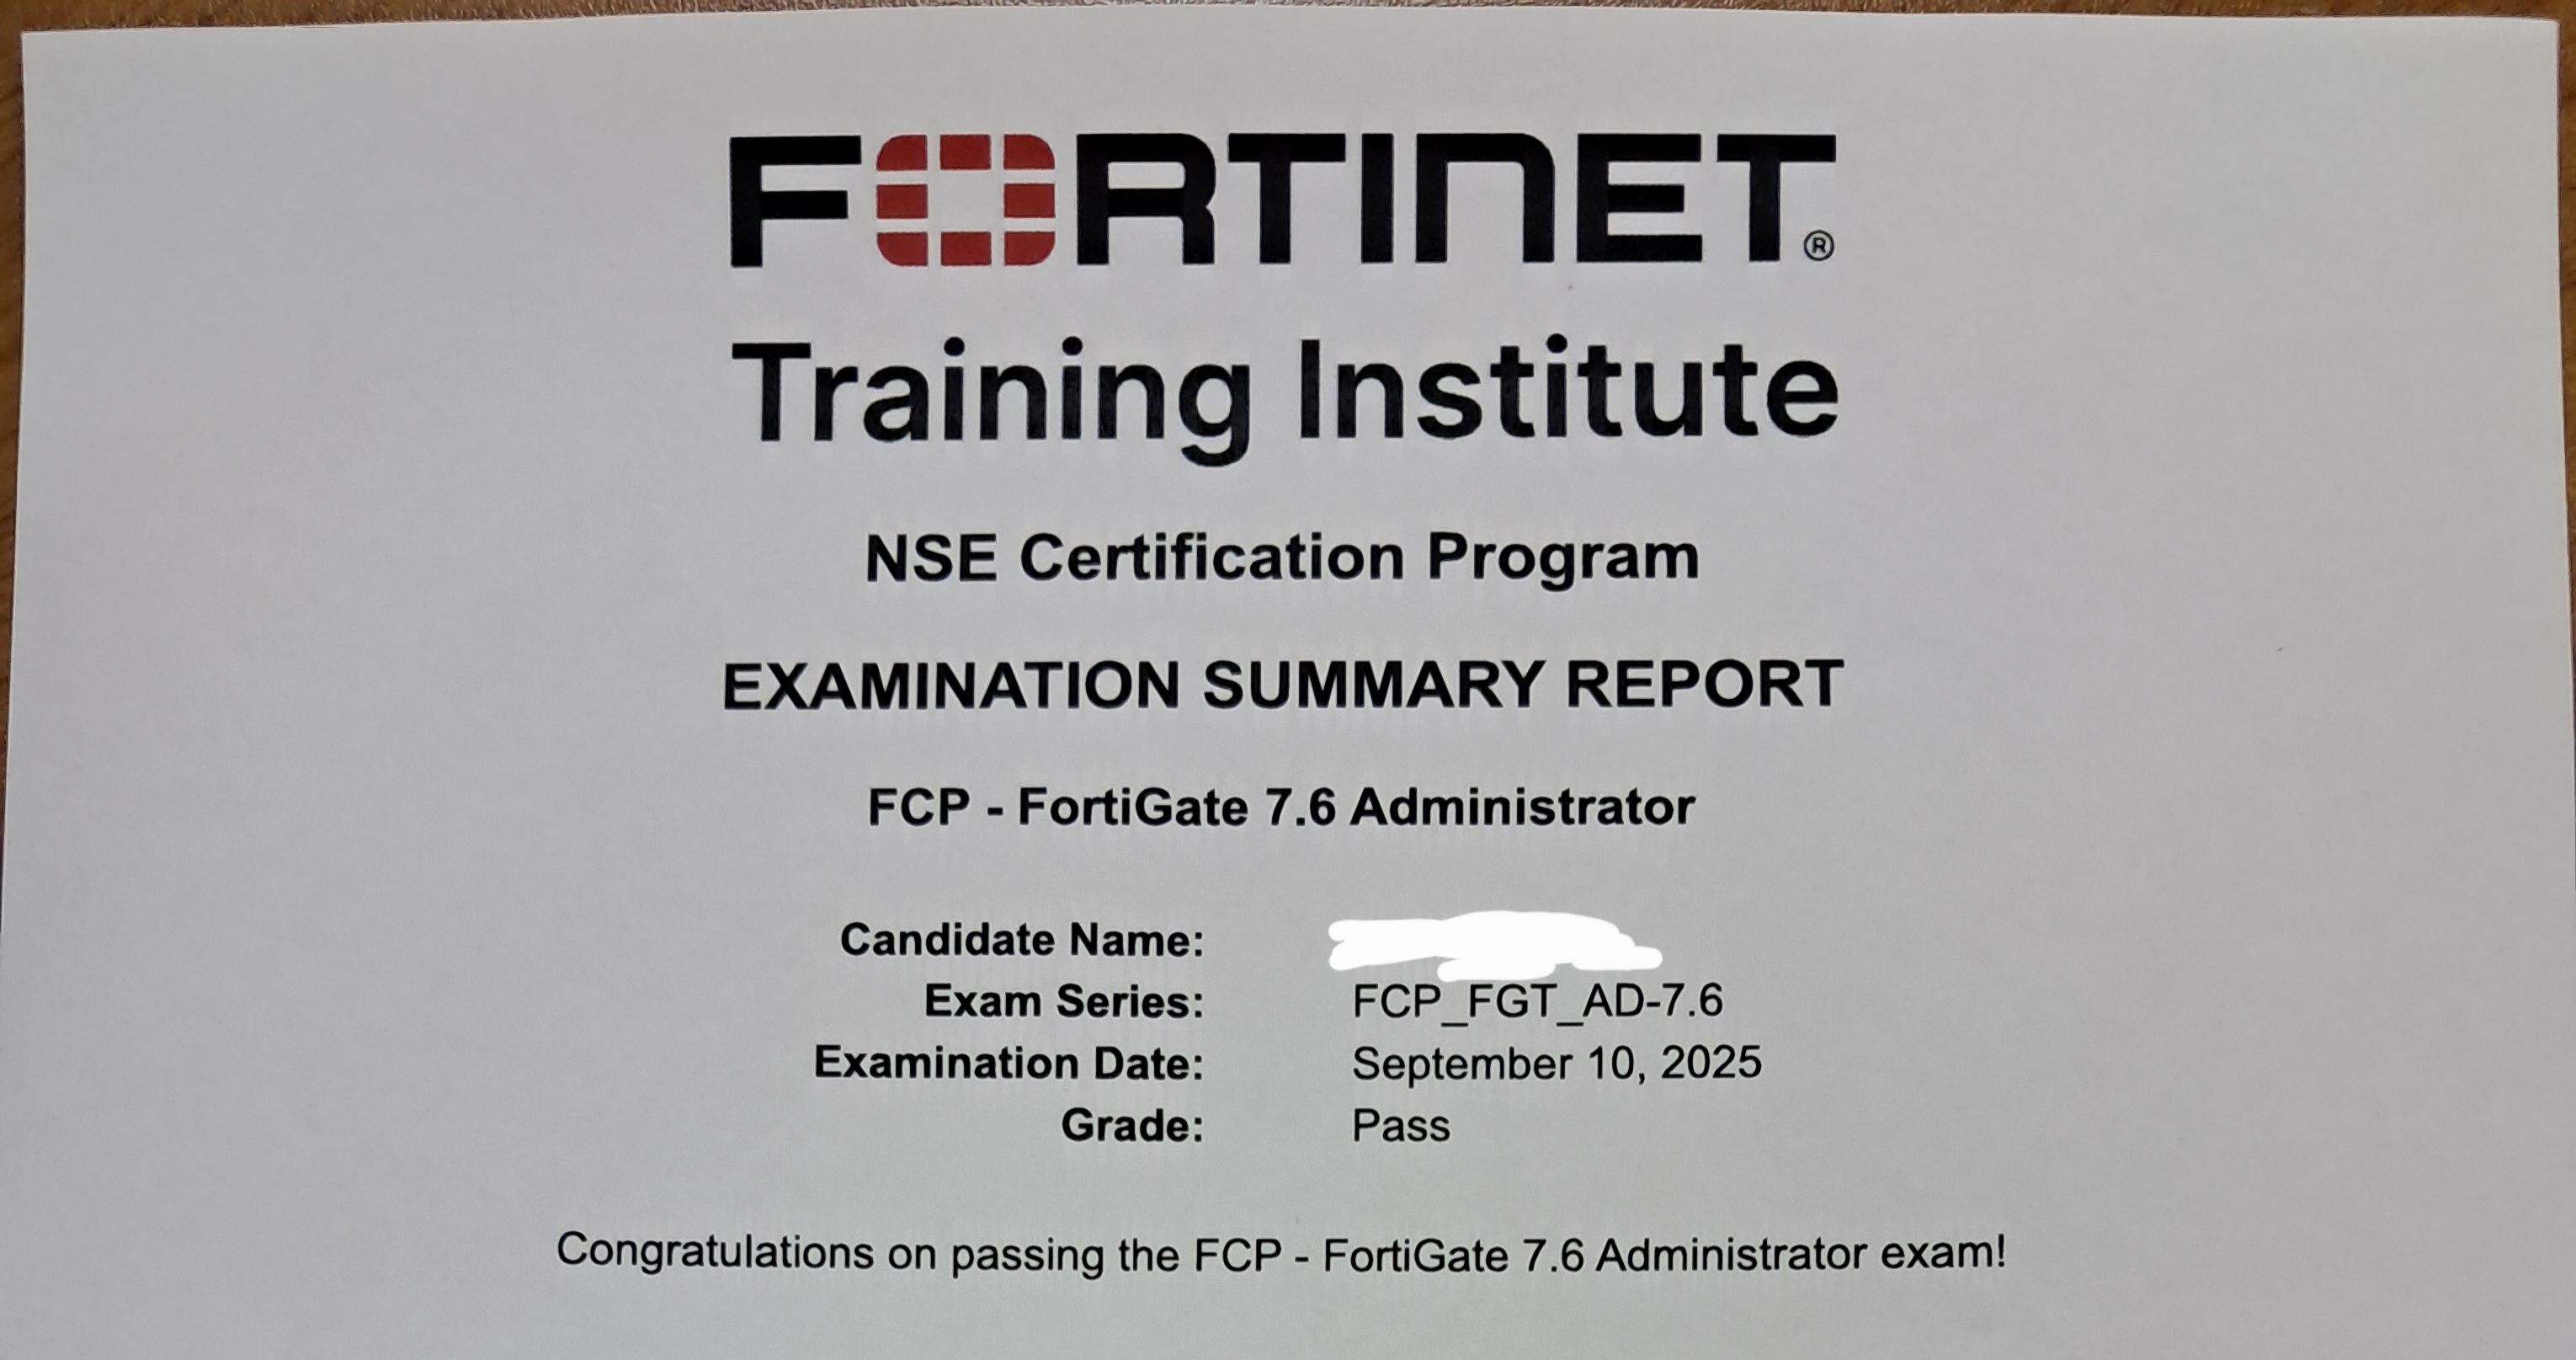 FORTINET®
Training Institute
NSE Certification Program
EXAMINATION SUMMARY REPORT
FCP - FortiGate 7.6 Administrator
Candidate Name:
Exam Series: FCP_FGT_AD-7.6
Examination Date: September 10, 2025
Grade: Pass
Congratulations on passing the FCP - FortiGate 7.6 Administrator exam!